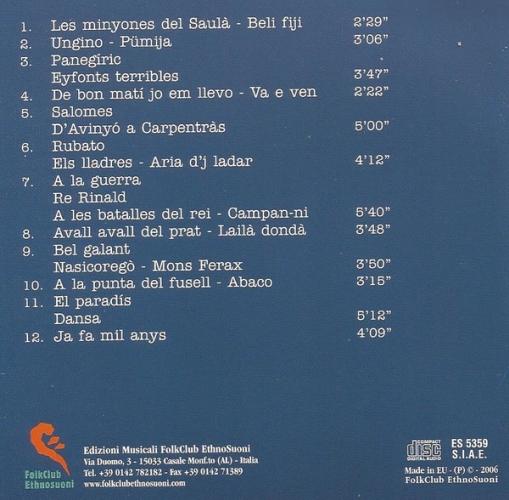 1. Les minyones del Saulà - Beli fiji 2'29"
2. Ungino - Pümija 3'06"
3. Panegíric
Eyfonts terribles 3'47"
4. De bon matí jo em llevo - Va e ven 2'22"
5. Salomes
D'Avinyó a Carpentràs 5'00"
6. Rubato
Els lladres - Aria d'j ladar 4'12"
7. A la guerra
Re Rinald
A les batalles del rei - Campan-ni 5'40"
8. Avall avall del prat - Lailà dondà 3'48"
9. Bel galant
Nasicoregò - Mons Ferax 3'50"
10. A la punta del fusell - Abaco 3'15"
11. El paradís
Dansa 5'12"
12. Ja fa mil anys 4'09"
FolkClub
Ethnosuoni
Edizioni Musicali FolkClub EthnoSuoni
Via Duomo, 3 - 15033 Casale Monf.to (AL) - Italia
Tel. +39 0142 782182 - Fax +39 0142 71389
www.folkclubethnosuoni.com
COMPACT
disc
DIGITAL AUDIO
ES 5359
S.I.A.E.
Made in EU - (P) © - 2006
FolkClub EthnoSuoni